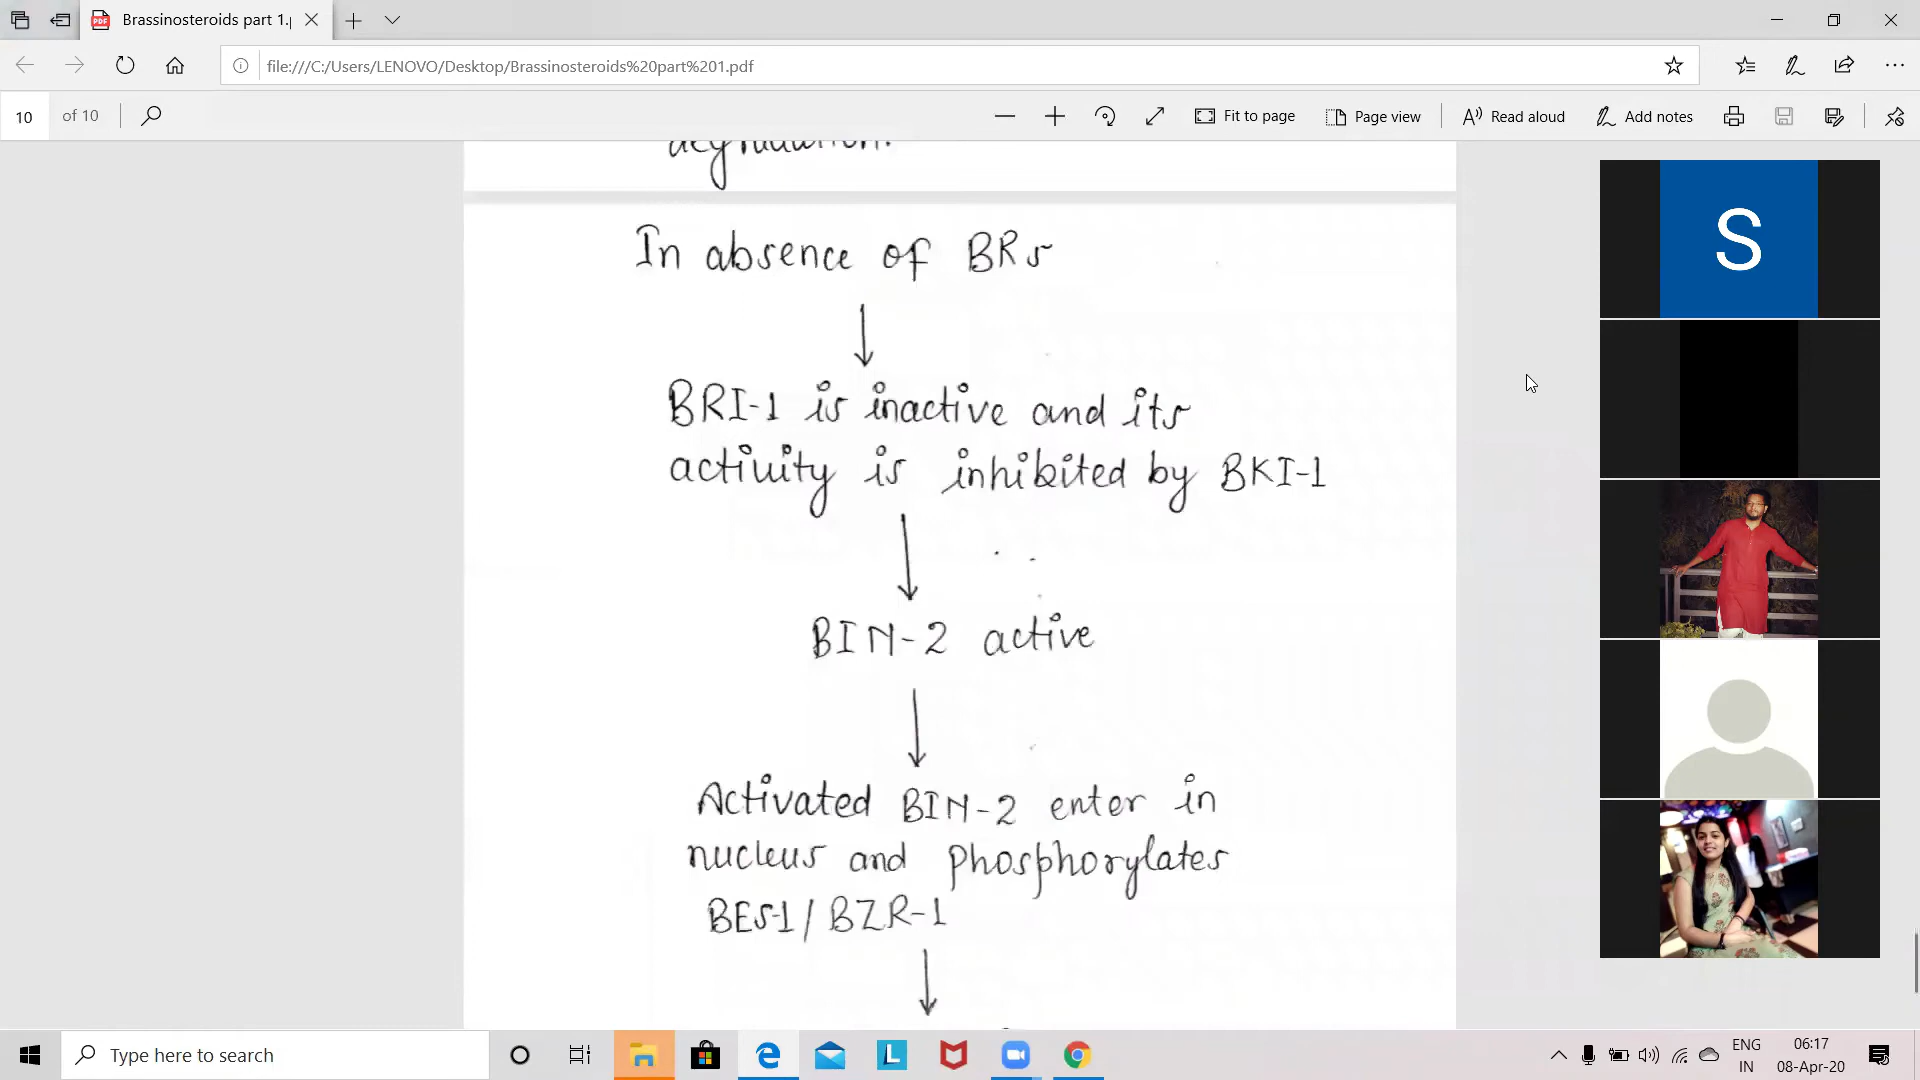 Brassinosteroids part 1.p
file:///C:/Users/LENOVO/Desktop/Brassinosteroids%20part%201.pdf
10 of 10
Fit to page
Page view
Read aloud
Add notes
degradation.
In absence of BRs
BRI-1 is inactive and its
activity is inhibited by BKI-1
BIN-2 active
Activated BIN-2 enter in
nucleus and phosphorylates
BES-1/ BZR-1
S
Type here to search
ENG
IN
06:17
08-Apr-20